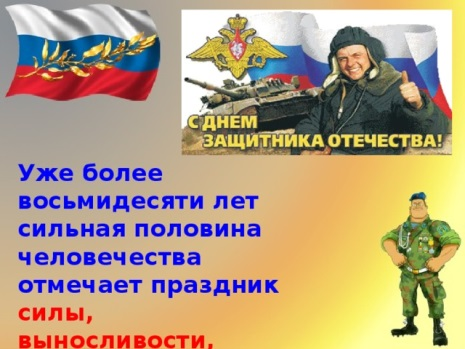 С ДНЕМ
ЗАЩИТНИКА ОТЕЧЕСТВА!
Уже более
восьмидесяти лет
сильная половина
человечества
отмечает праздник
силы,
выносливости,